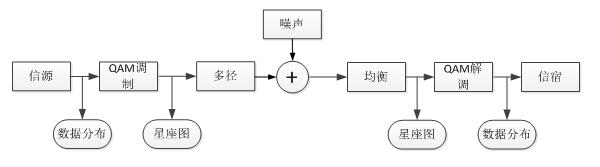 噪声
信源
QAM调
制
多径
+
均衡
QAM解
调
信宿
数据分布
星座图
星座图
数据分布